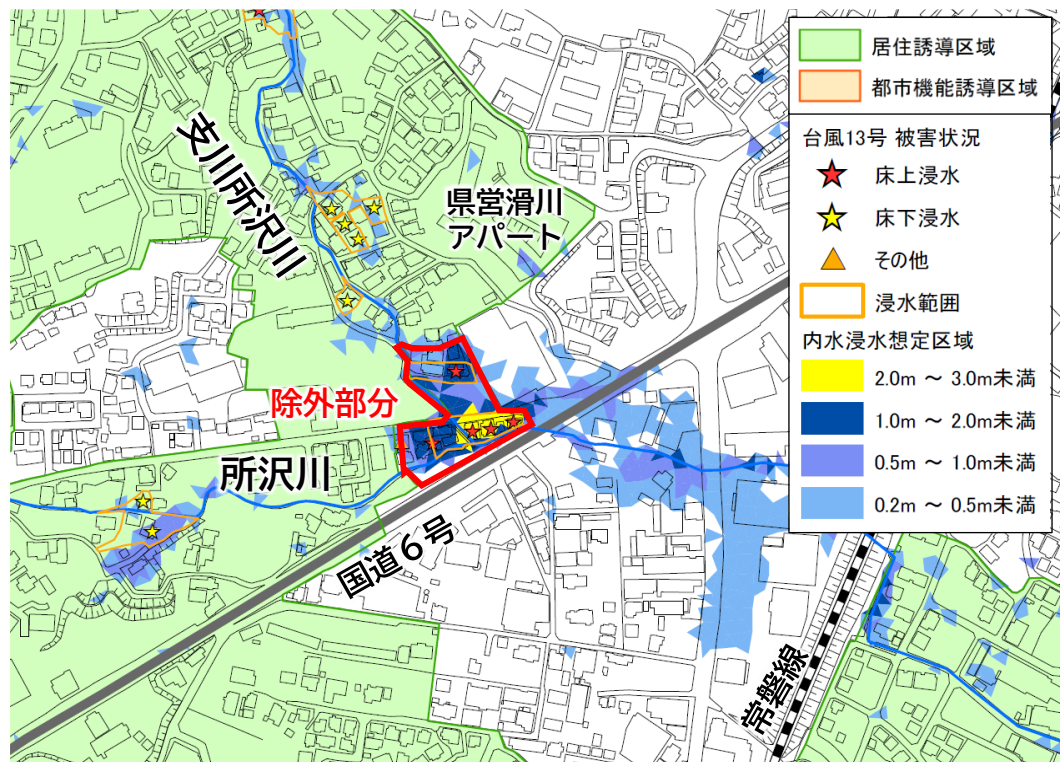 支川所沢川
県営滑川
アパート
除外部分
所沢川
国道6号
常磐線
居住誘導区域
都市機能誘導区域
台風13号 被害状況
床上浸水
床下浸水
その他
浸水範囲
内水浸水想定区域
2.0m ～ 3.0m未満
1.0m ～ 2.0m未満
0.5m ～ 1.0m未満
0.2m ～ 0.5m未満